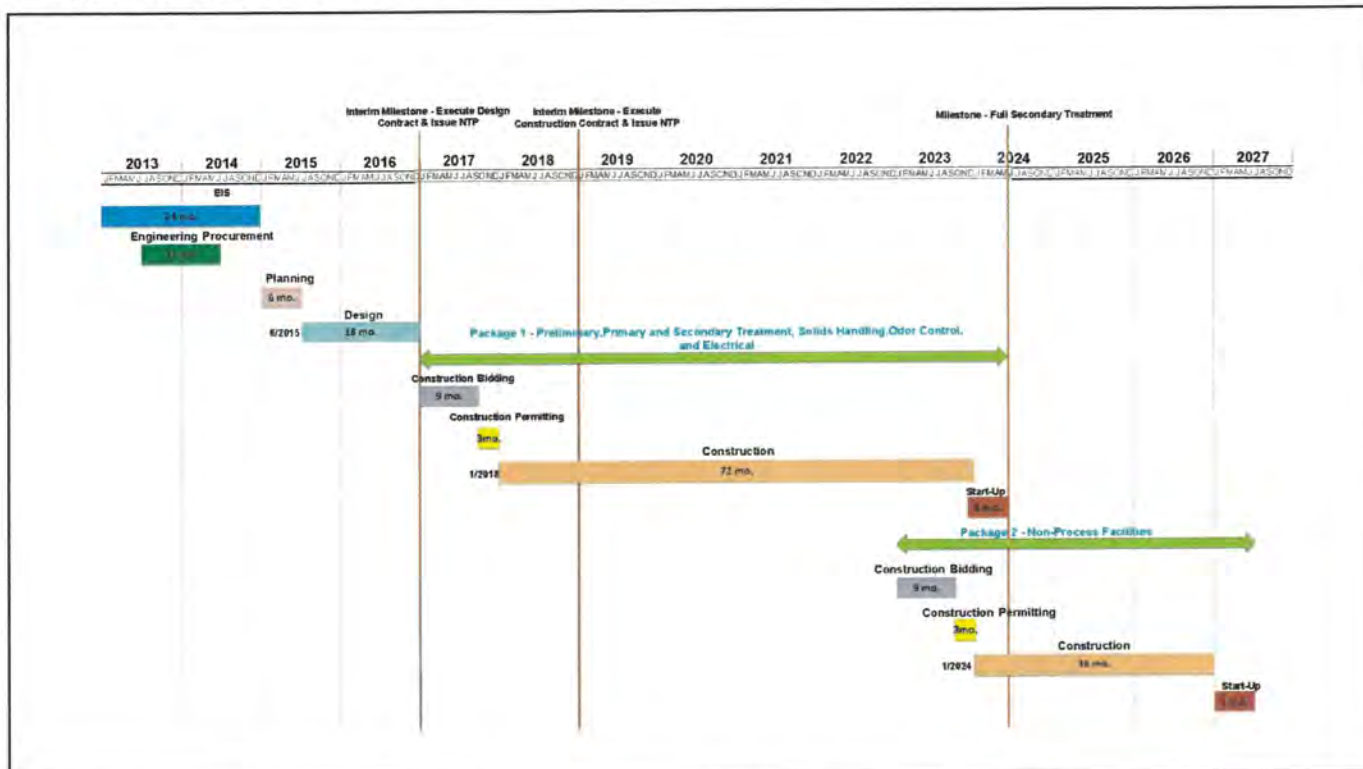 Interim Milestone - Execute Design
Contract & Issue NTP
Interim Milestone - Execute
Construction Contract & Issue NTP
Milestone - Full Secondary Treatment
2013 2014 2015 2016 2017 2018 2019 2020 2021 2022 2023 2024 2025 2026 2027
EIS
24 mo.
Engineering Procurement
Planning
6 mo.
Design
6/2015
18 mo.
Package 1 - Preliminary,Primary and Secondary Treatment, Solids Handling,Odor Control,
and Electrical
Construction Bidding
9 mo.
Construction Permitting
3mo.
Construction
1/2018
72 mo.
Start-Up
Package 2 - Non-Process Facilities
Construction Bidding
9 mo.
Construction Permitting
3mo.
Construction
1/2024
36 mo.
Start-Up